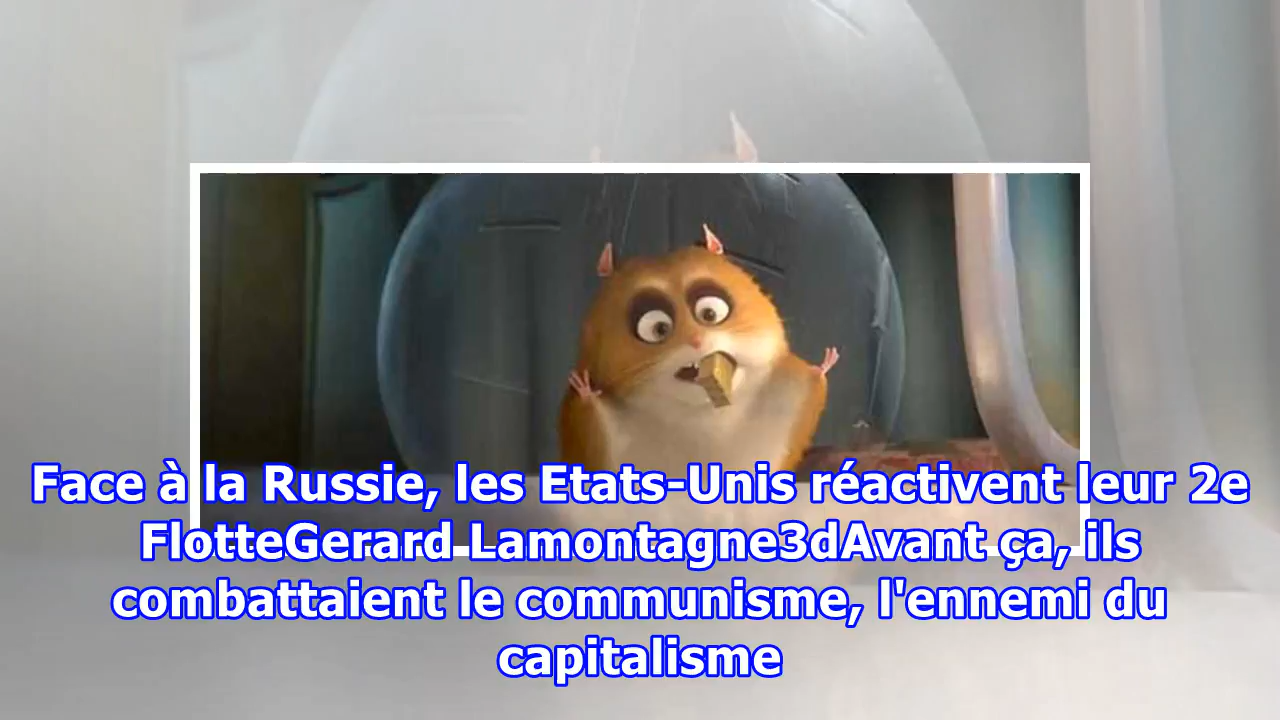 Face à la Russie, les Etats-Unis réactivent leur 2e
FlotteGerard Lamontagne3dAvant ça, ils
combattaient le communisme, l'ennemi du
capitalisme